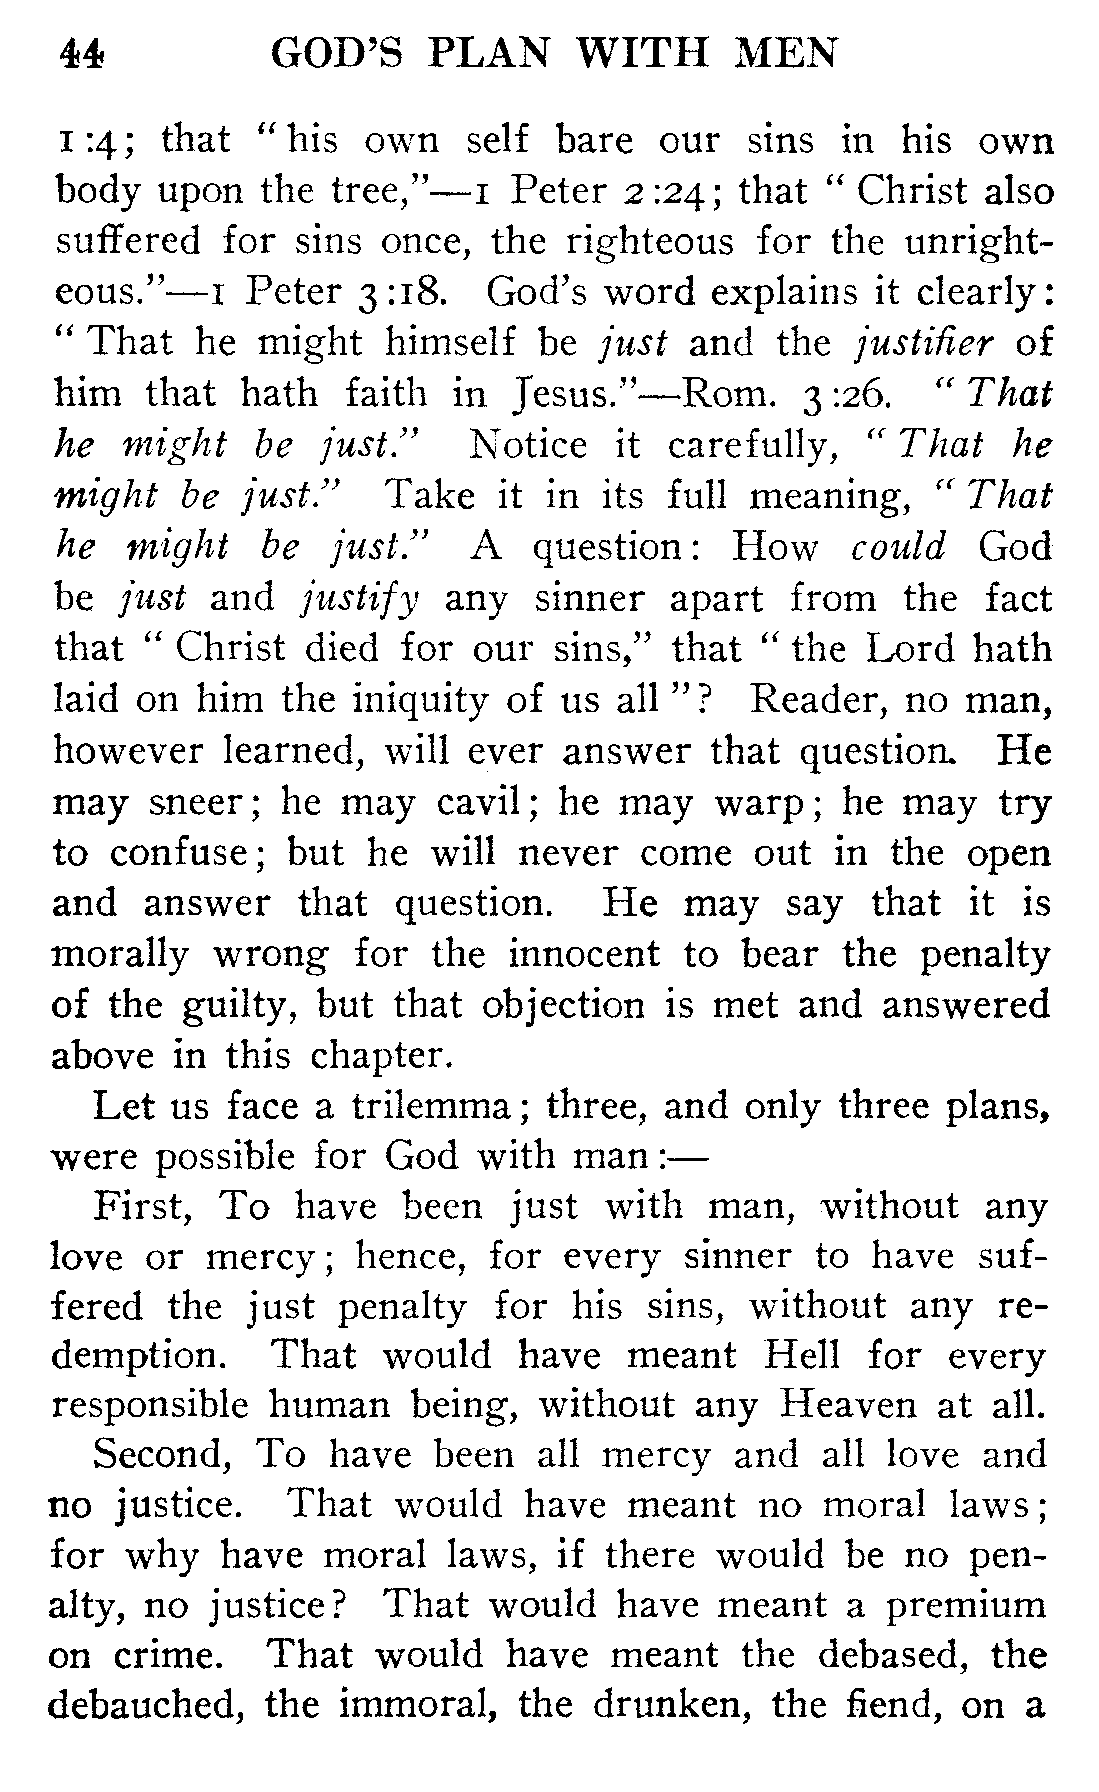 44 GOD'S PLAN WITH MEN
1:4; that "his own self bare our sins in his own
body upon the tree,"—1 Peter 2:24; that "Christ also
suffered for sins once, the righteous for the unright-
eous."—1 Peter 3:18. God's word explains it clearly:
"That he might himself be just and the justifier of
him that hath faith in Jesus."—Rom. 3:26. "That
he might be just." Notice it carefully, "That he
might be just." Take it in its full meaning, "That
he might be just." A question: How could God
be just and justify any sinner apart from the fact
that "Christ died for our sins," that "the Lord hath
laid on him the iniquity of us all"? Reader, no man,
however learned, will ever answer that question. He
may sneer; he may cavil; he may warp; he may try
to confuse; but he will never come out in the open
and answer that question. He may say that it is
morally wrong for the innocent to bear the penalty
of the guilty, but that objection is met and answered
above in this chapter.
Let us face a trilemma; three, and only three plans,
were possible for God with man:—
First, To have been just with man, without any
love or mercy; hence, for every sinner to have suf-
fered the just penalty for his sins, without any re-
demption. That would have meant Hell for every
responsible human being, without any Heaven at all.
Second, To have been all mercy and all love and
no justice. That would have meant no moral laws;
for why have moral laws, if there would be no pen-
alty, no justice? That would have meant a premium
on crime. That would have meant the debased, the
debauched, the immoral, the drunken, the fiend, on a